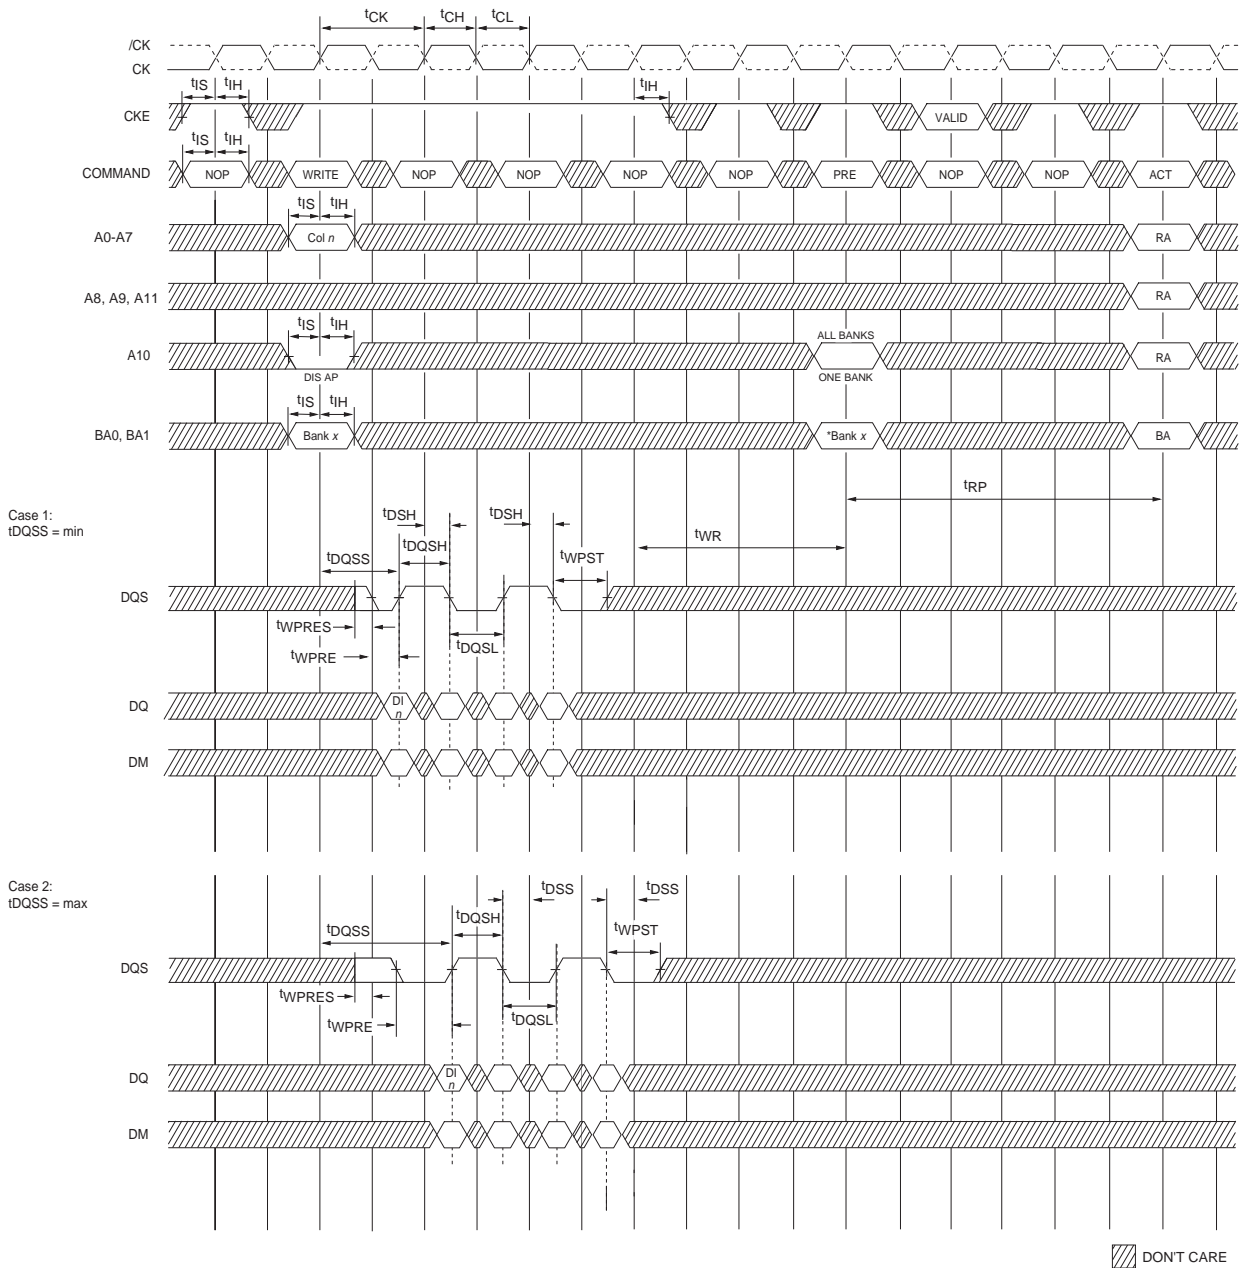 tCK tCH tCL
/CK
CK
tIS tIH tIH
CKE VALID
tIS tIH
COMMAND NOP WRITE NOP NOP NOP NOP PRE NOP NOP ACT
tIS tIH
A0-A7 Col n RA
A8, A9, A11 RA
tIS tIH ALL BANKS
A10 RA
DIS AP ONE BANK
tIS tIH
BA0, BA1 Bank x *Bank x BA
tRP
Case 1:
tDQSS = min
tDSH tDSH
tDQSH tWR
tDQSS tWPST
DQS
tWPRES
tDQSL
tWPRE
DQ DI
n
DM
Case 2:
tDQSS = max
tDSS tDSS
tDQSH
tDQSS tWPST
DQS
tWPRES
tDQSL
tWPRE
DQ DI
n
DM
DON'T CARE